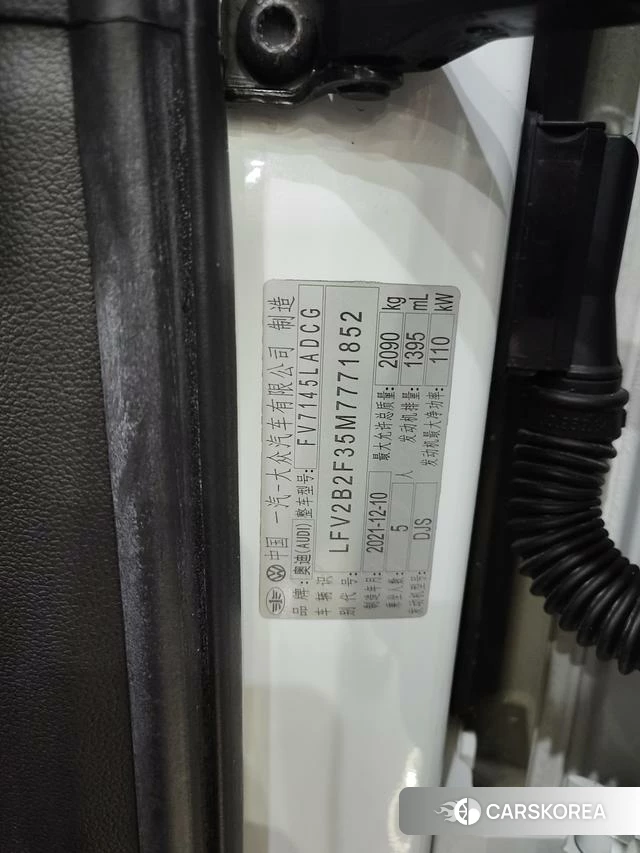 中国 一汽-大众汽车有限公司 制造
品牌: 奥迪(AUDI) 整车型号: FV7145LADCG
车辆识别代号: LFV2B2F35M7771852
制造年月: 2021-12-10 最大允许总质量: 2090 kg
乘坐人数: 5 人 发动机排量: 1395 mL
发动机型号: DJS 发动机最大净功率: 110 kW
CARSKOREA